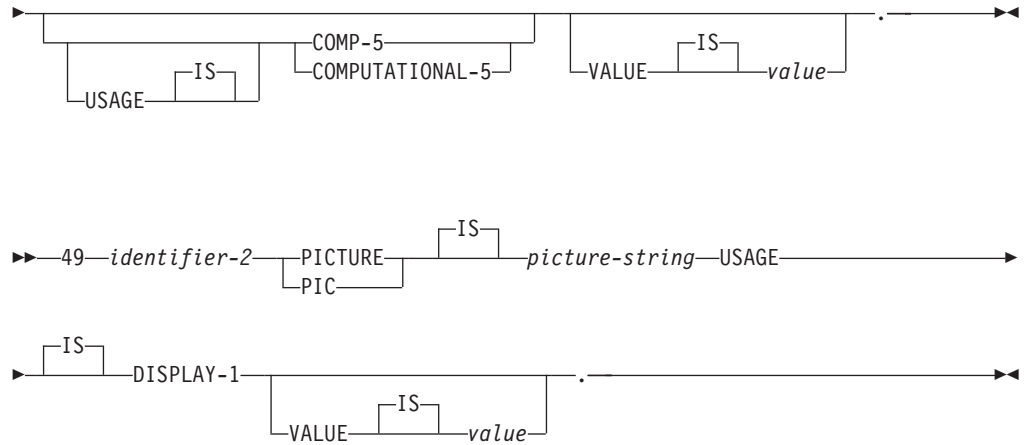 COMP-5
IS
IS
COMPUTATIONAL-5
VALUE value
USAGE
.
IS
IS
49 identifier-2 PICTURE picture-string USAGE
PIC
IS
DISPLAY-1 .
IS
VALUE value